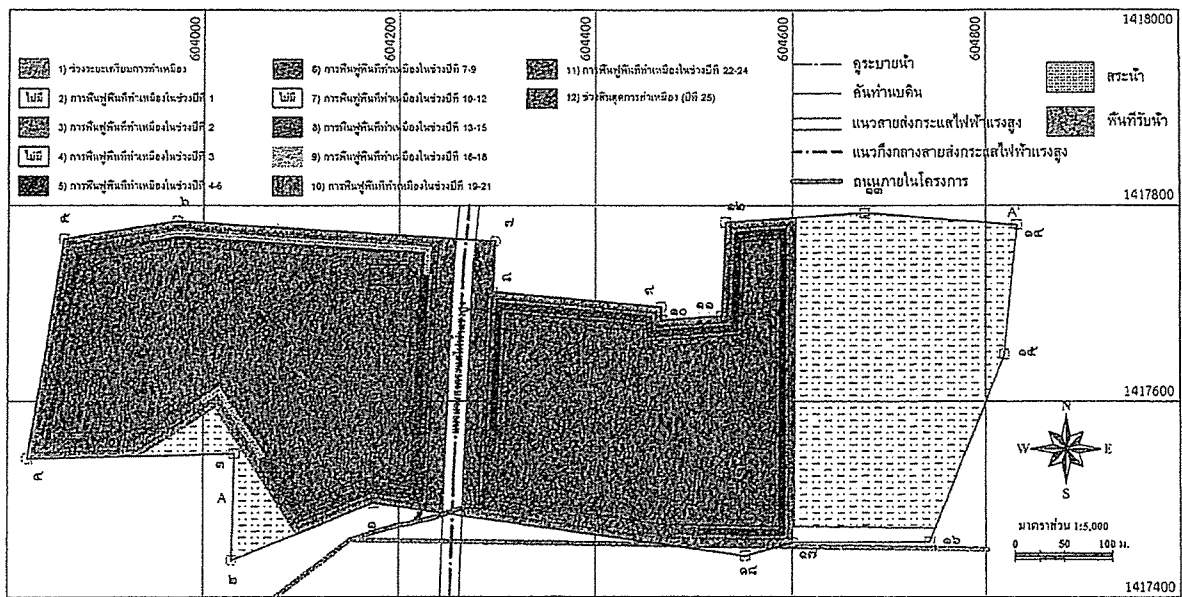 604000
604200
604400
604600
604800
1418000
1) ช่วงระยะเตรียมการทำเหมือง
ไม่มี 2) การฟื้นฟูพื้นที่ทำเหมืองในช่วงปีที่ 1
3) การฟื้นฟูพื้นที่ทำเหมืองในช่วงปีที่ 2
ไม่มี 4) การฟื้นฟูพื้นที่ทำเหมืองในช่วงปีที่ 3
5) การฟื้นฟูพื้นที่ทำเหมืองในช่วงปีที่ 4-6
6) การฟื้นฟูพื้นที่ทำเหมืองในช่วงปีที่ 7-9
ไม่มี 7) การฟื้นฟูพื้นที่ทำเหมืองในช่วงปีที่ 10-12
8) การฟื้นฟูพื้นที่ทำเหมืองในช่วงปีที่ 13-15
9) การฟื้นฟูพื้นที่ทำเหมืองในช่วงปีที่ 16-18
10) การฟื้นฟูพื้นที่ทำเหมืองในช่วงปีที่ 19-21
11) การฟื้นฟูพื้นที่ทำเหมืองในช่วงปีที่ 22-24
12) ช่วงสิ้นสุดการทำเหมือง (ปีที่ 25)
คูระบายน้ำ
คันทำนบดิน
แนวสายส่งกระแสไฟฟ้าแรงสูง
แนวกึ่งกลางสายส่งกระแสไฟฟ้าแรงสูง
ถนนภายในโครงการ
สระน้ำ
พื้นที่รับน้ำ
1417800
๕
๖
๗
๘
๙
๑๐
๑๑
๑๒
๑๓
A'
๑๔
๑๕
1417600
๑
A
๒
๑๖
๑๗
๑๘
N
W
E
S
มาตราส่วน 1:5,000
0 50 100 ม.
1417400